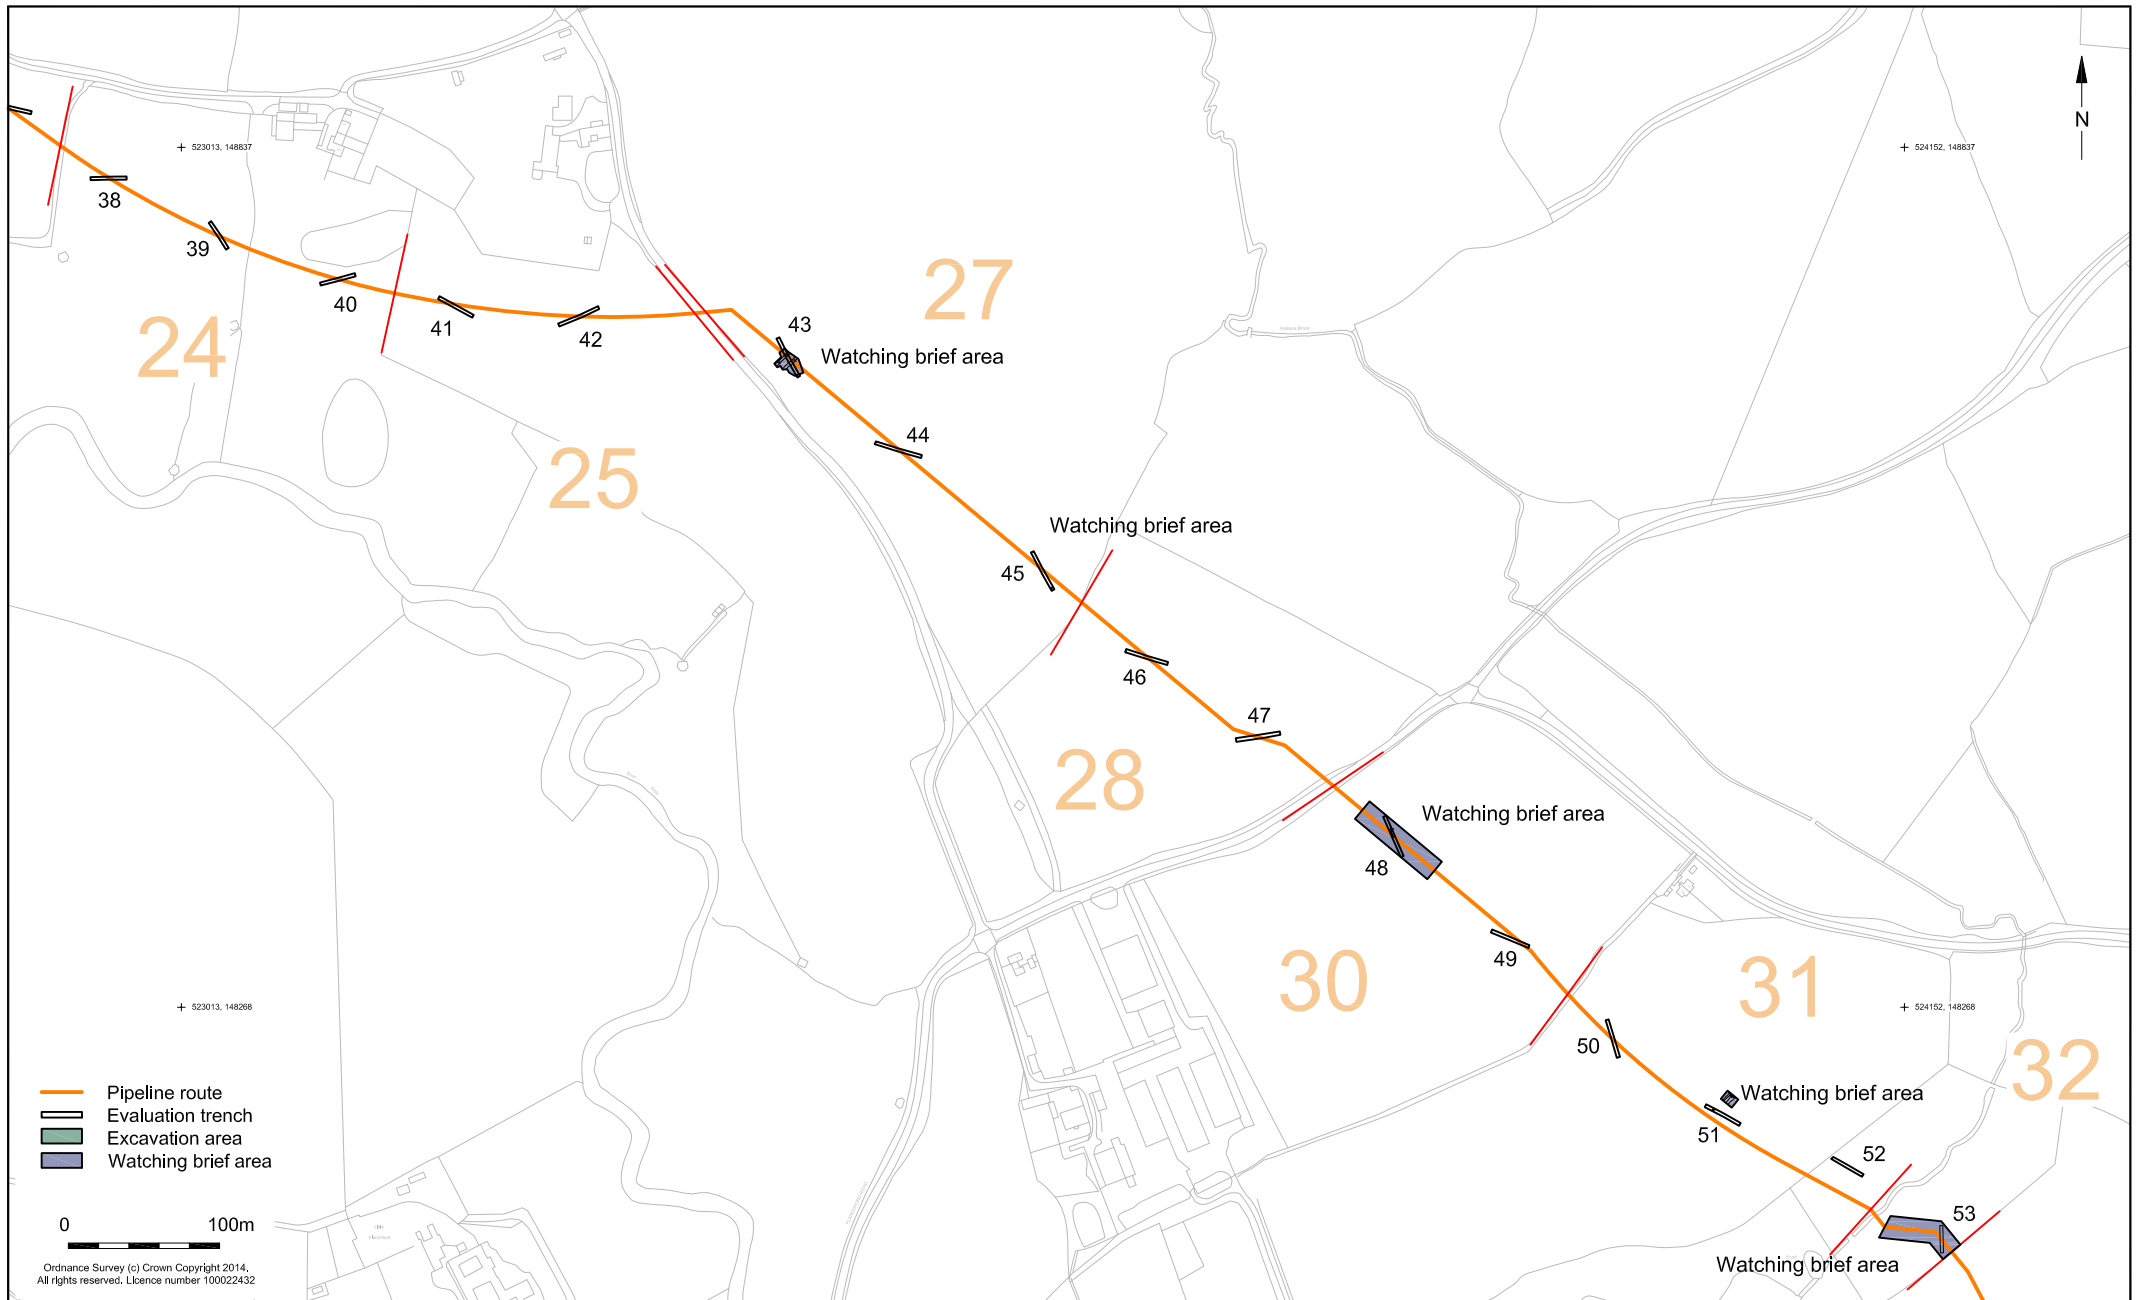 N
523013, 148837
524152, 148837
38
39
40
41
42
43
Watching brief area
27
24
44
25
Watching brief area
45
46
47
28
Watching brief area
48
49
30
31
523013, 148268
524152, 148268
50
32
Watching brief area
51
52
53
Watching brief area
Pipeline route
Evaluation trench
Excavation area
Watching brief area
0 100m
Ordnance Survey (c) Crown Copyright 2014.
All rights reserved. Licence number 100022432